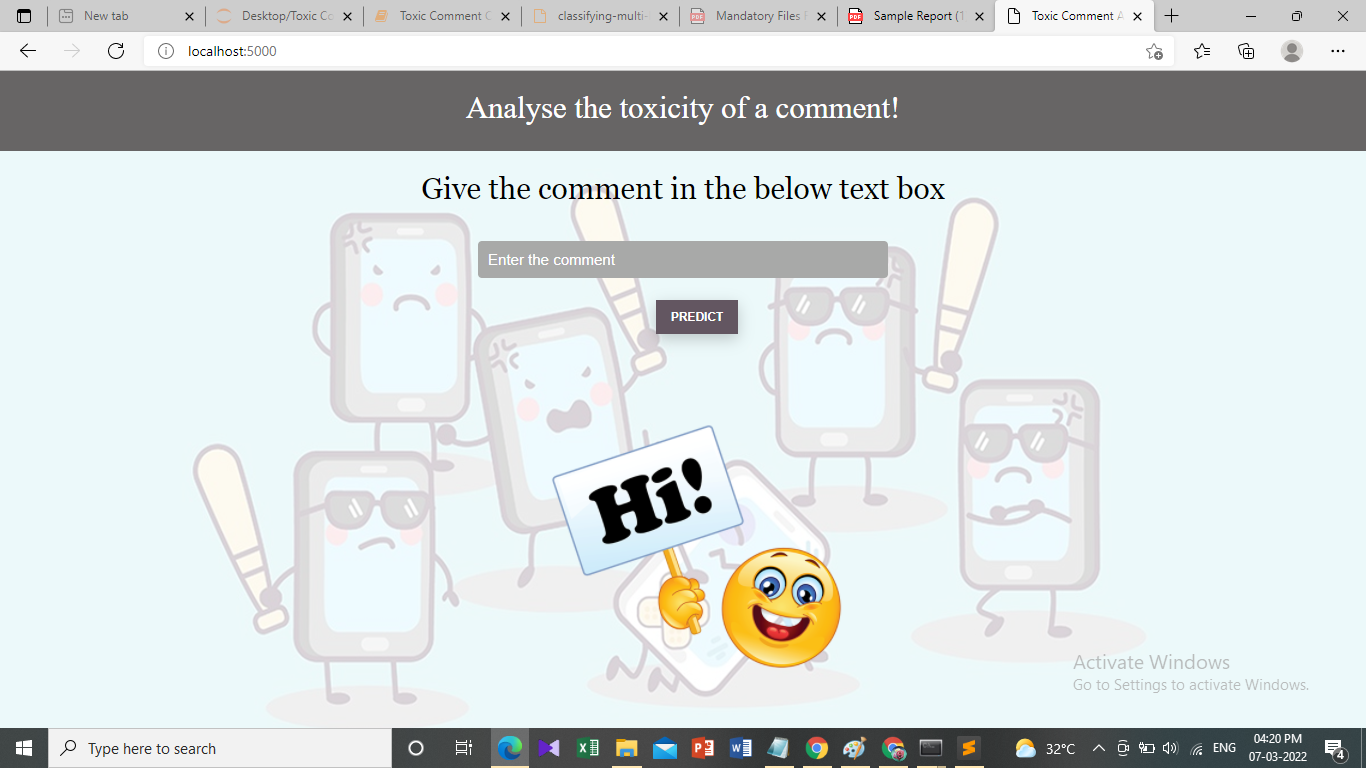 New tab
Desktop/Toxic Co
Toxic Comment C
classifying-multi-
Mandatory Files F
Sample Report (1
Toxic Comment A
localhost:5000
Analyse the toxicity of a comment!
Give the comment in the below text box
Enter the comment
PREDICT
Hi!
Activate Windows
Go to Settings to activate Windows.
Type here to search
32°C
ENG
04:20 PM
07-03-2022
4